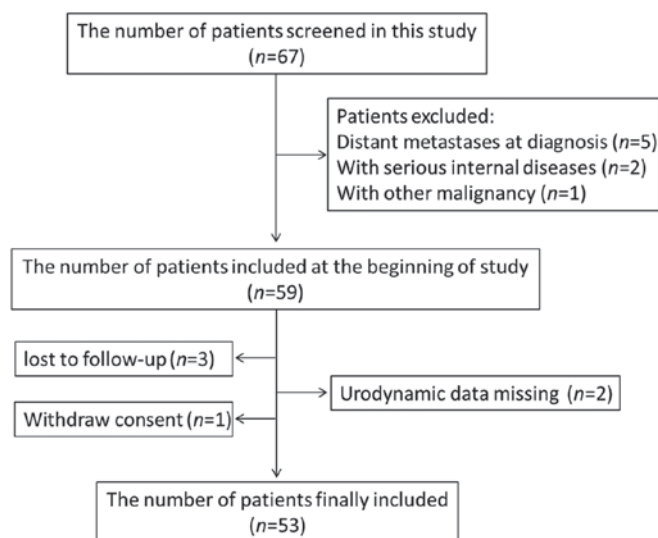 The number of patients screened in this study
(n=67)
Patients excluded:
Distant metastases at diagnosis (n=5)
With serious internal diseases (n=2)
With other malignancy (n=1)
The number of patients included at the beginning of study
(n=59)
lost to follow-up (n=3)
Urodynamic data missing (n=2)
Withdraw consent (n=1)
The number of patients finally included
(n=53)